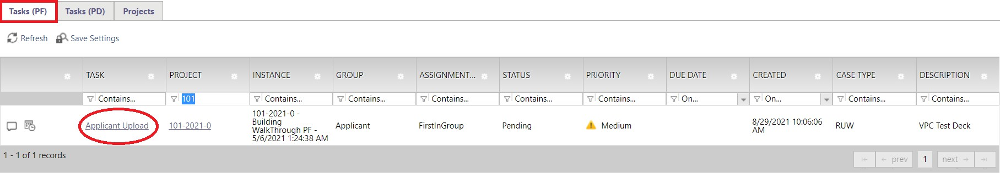 Tasks (PF) Tasks (PD) Projects
Refresh Save Settings
TASK PROJECT INSTANCE GROUP ASSIGNMENT... STATUS PRIORITY DUE DATE CREATED CASE TYPE DESCRIPTION
Contains... 101 Contains... Contains... Contains... Contains... Contains... On... On... Contains... Contains...
Applicant Upload 101-2021-0 101-2021-0 -
Building
WalkThrough PF -
5/6/2021 1:24:38 AM Applicant FirstInGroup Pending Medium 8/29/2021 10:06:06
AM RUW VPC Test Deck
1 - 1 of 1 records prev 1 next